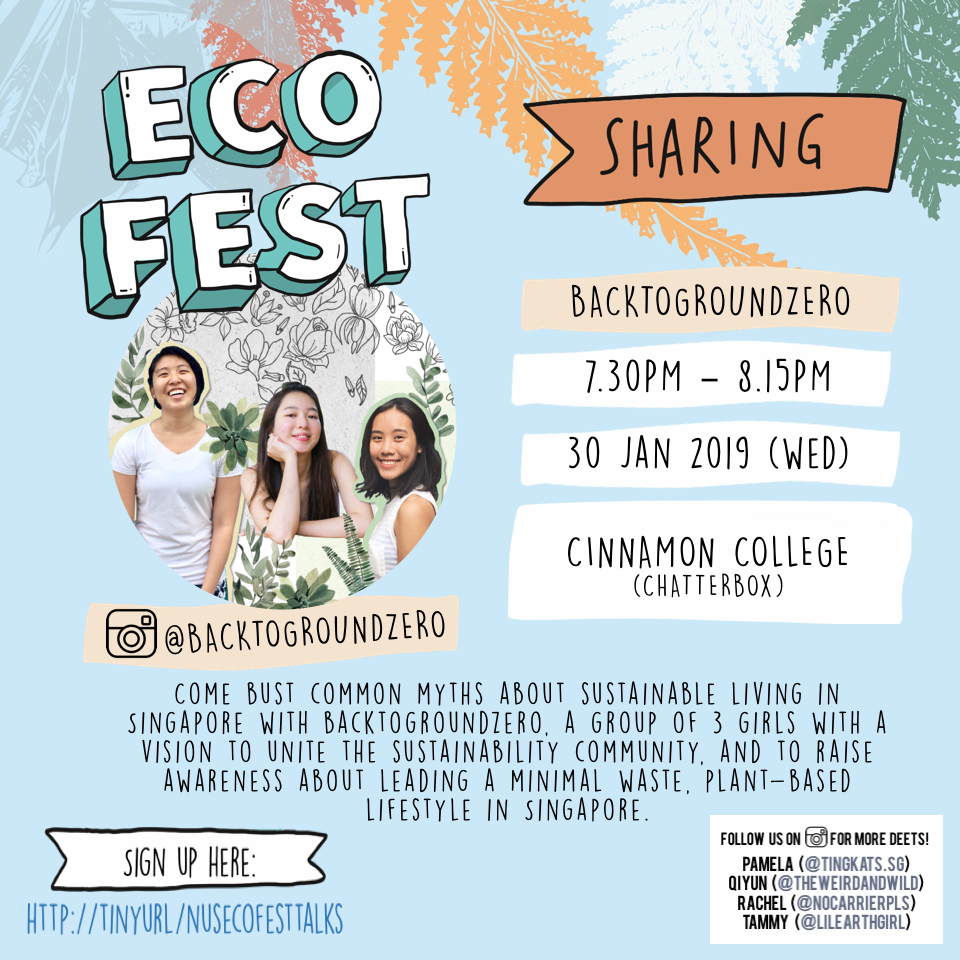 ECO
FEST
SHARING
BACKTOGROUNDZERO
7.30PM – 8.15PM
30 JAN 2019 (WED)
CINNAMON COLLEGE
(CHATTERBOX)
@BACKTOGROUNDZERO
COME BUST COMMON MYTHS ABOUT SUSTAINABLE LIVING IN
SINGAPORE WITH BACKTOGROUNDZERO, A GROUP OF 3 GIRLS WITH A
VISION TO UNITE THE SUSTAINABILITY COMMUNITY, AND TO RAISE
AWARENESS ABOUT LEADING A MINIMAL WASTE, PLANT-BASED
LIFESTYLE IN SINGAPORE.
SIGN UP HERE:
HTTP://TINYURL/NUSECOFESTTALKS
FOLLOW US ON FOR MORE DEETS!
PAMELA (@TINGKATS.SG)
QIYUN (@THEWEIRDANDWILD)
RACHEL (@NOCARRIERPLS)
TAMMY (@LILEARTHGIRL)